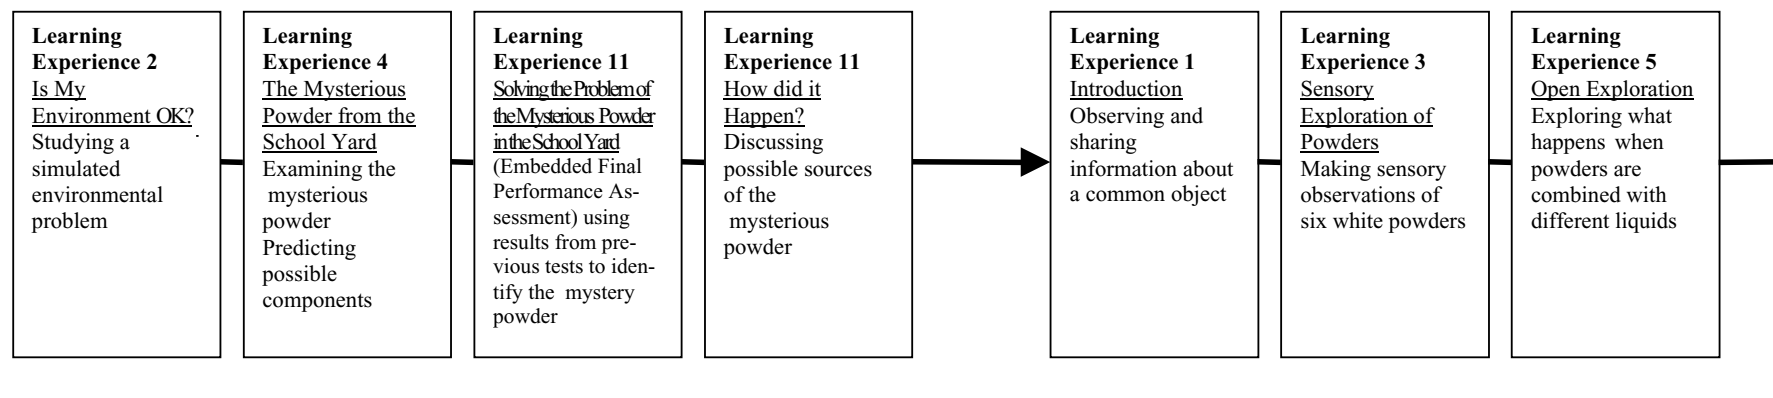 Learning
Experience 2
Is My
Environment OK?
Studying a
simulated
environmental
problem
Learning
Experience 4
The Mysterious
Powder from the
School Yard
Examining the
mysterious
powder
Predicting
possible
components
Learning
Experience 11
Solving the Problem of
the Mysterious Powder
in the School Yard
(Embedded Final
Performance As-
sessment) using
results from pre-
vious tests to iden-
tify the mystery
powder
Learning
Experience 11
How did it
Happen?
Discussing
possible sources
of the
mysterious
powder
Learning
Experience 1
Introduction
Observing and
sharing
information about
a common object
Learning
Experience 3
Sensory
Exploration of
Powders
Making sensory
observations of
six white powders
Learning
Experience 5
Open Exploration
Exploring what
happens when
powders are
combined with
different liquids